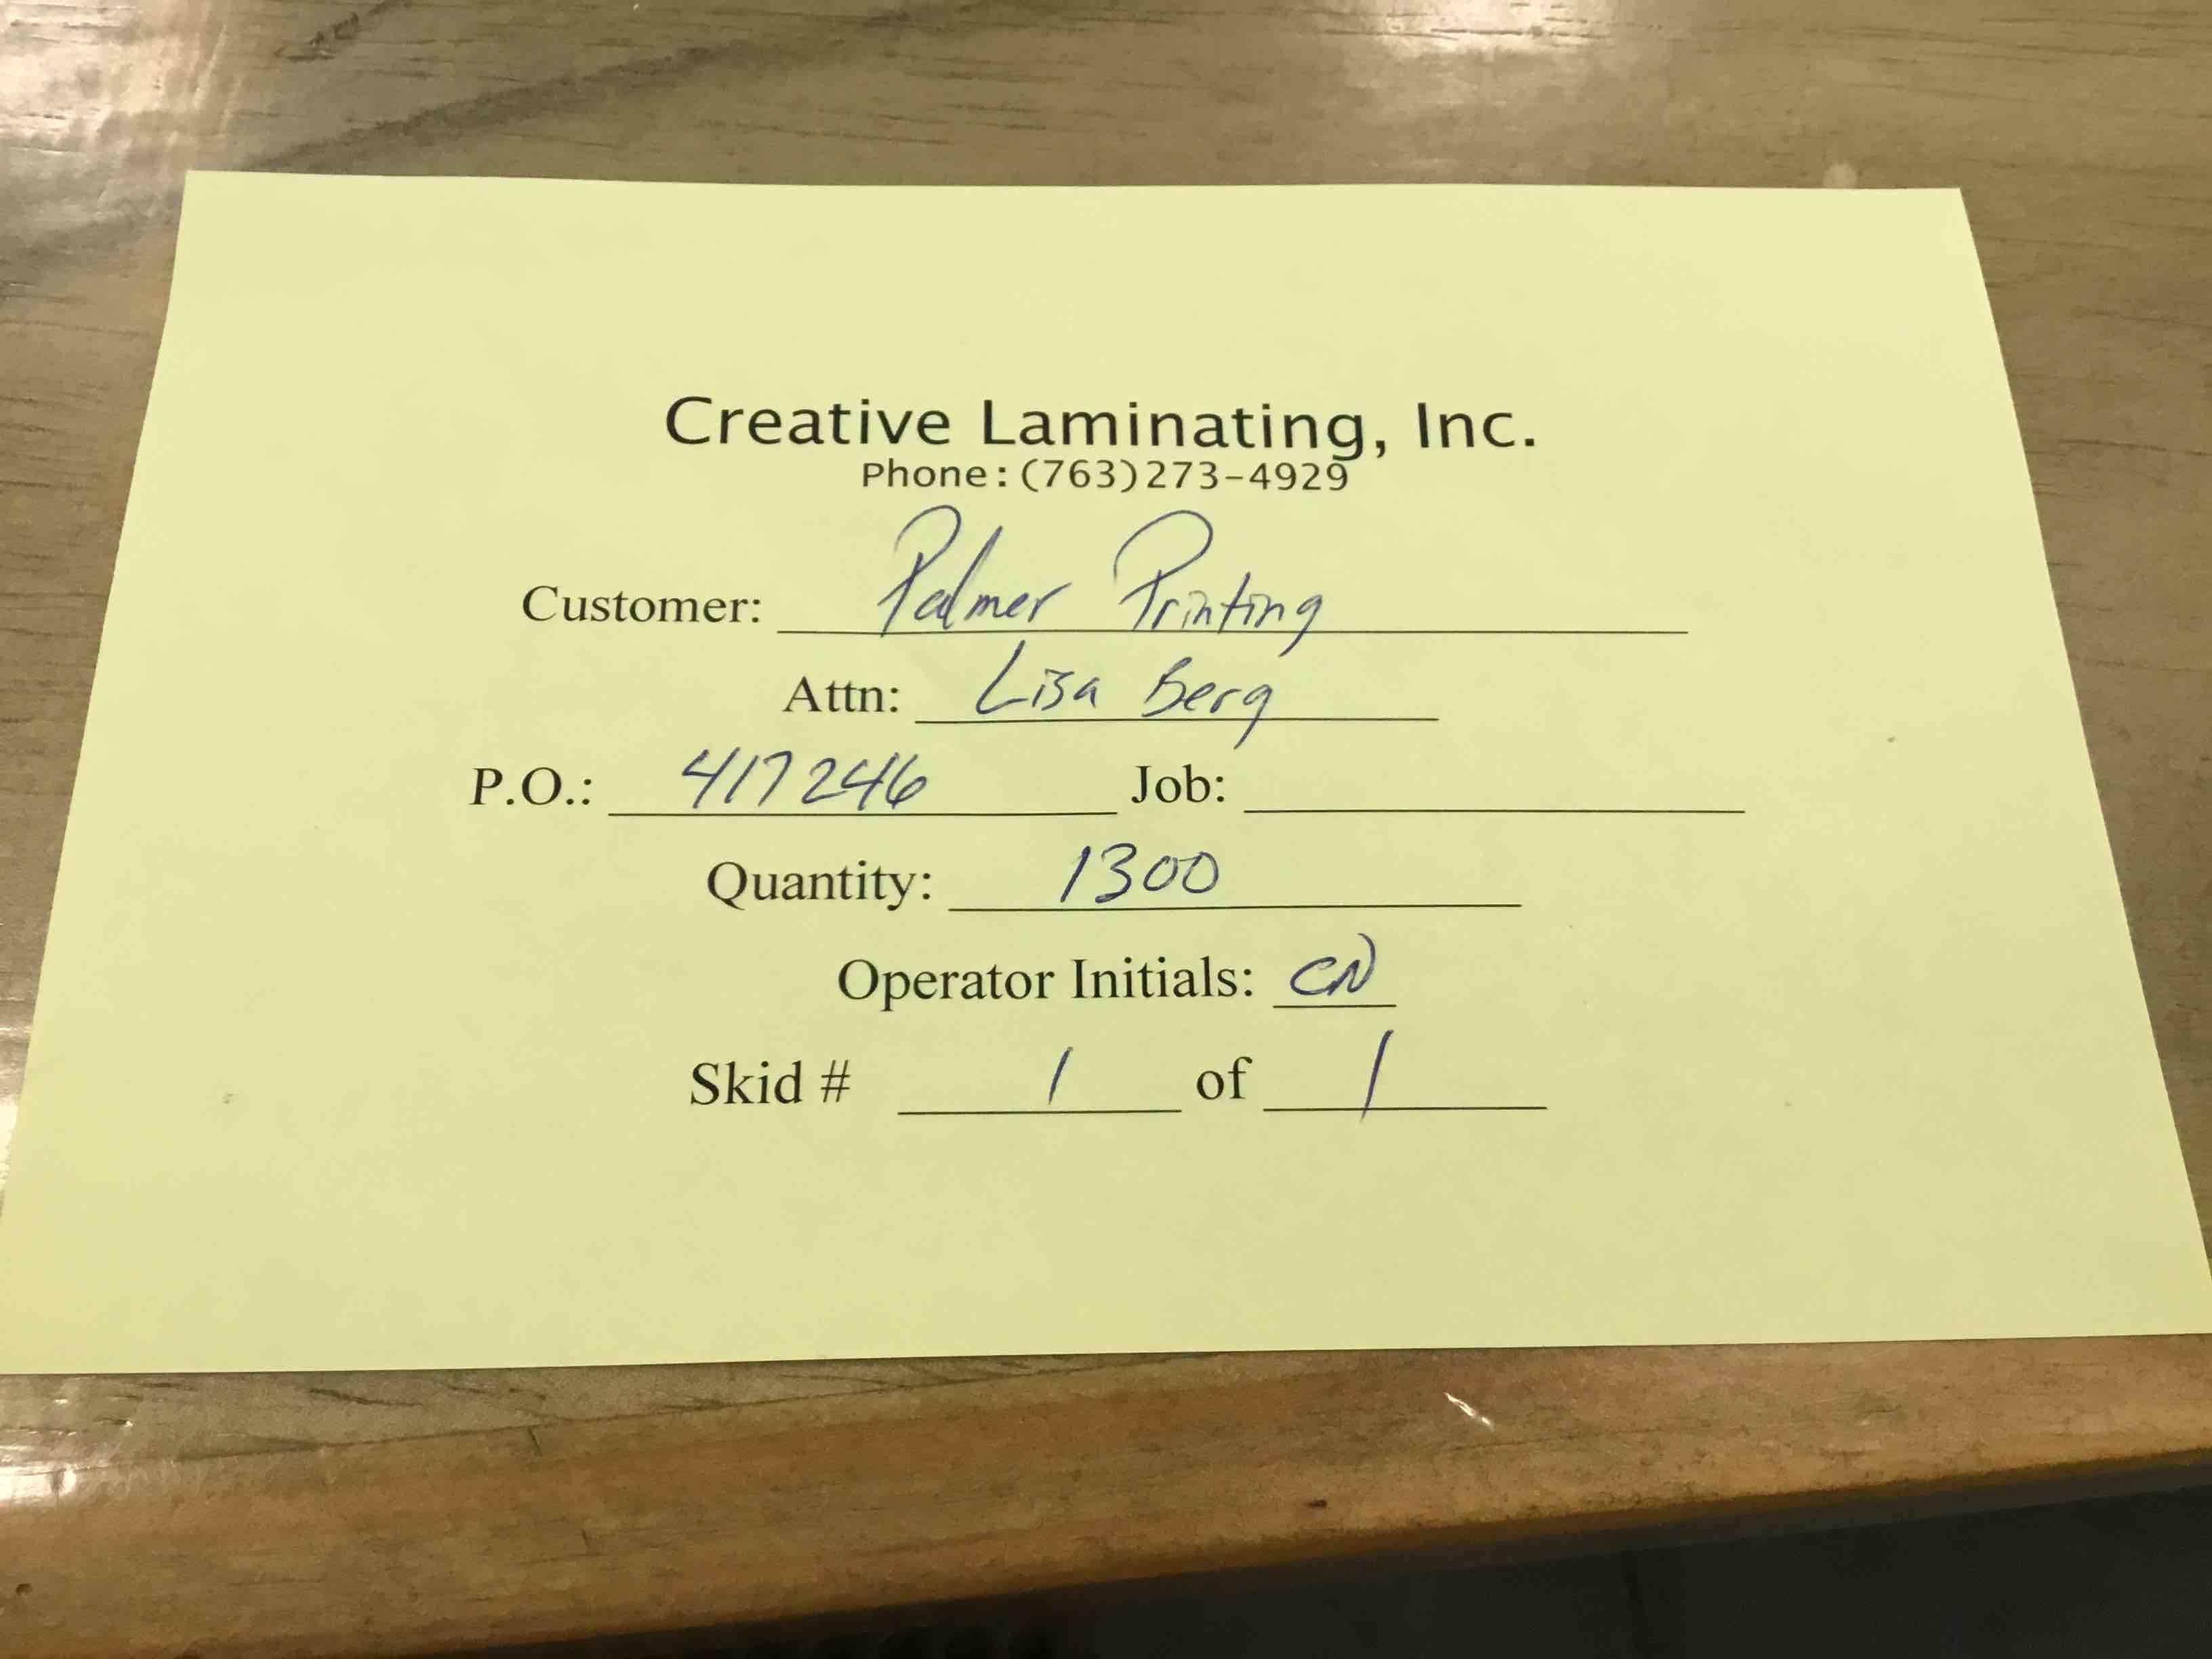 Creative Laminating, Inc.
Phone: (763)273-4929
Customer: Palmer Printing
Attn: Lisa Berg
P.O.: 417246 Job:
Quantity: 1300
Operator Initials: CN
Skid # 1 of 1